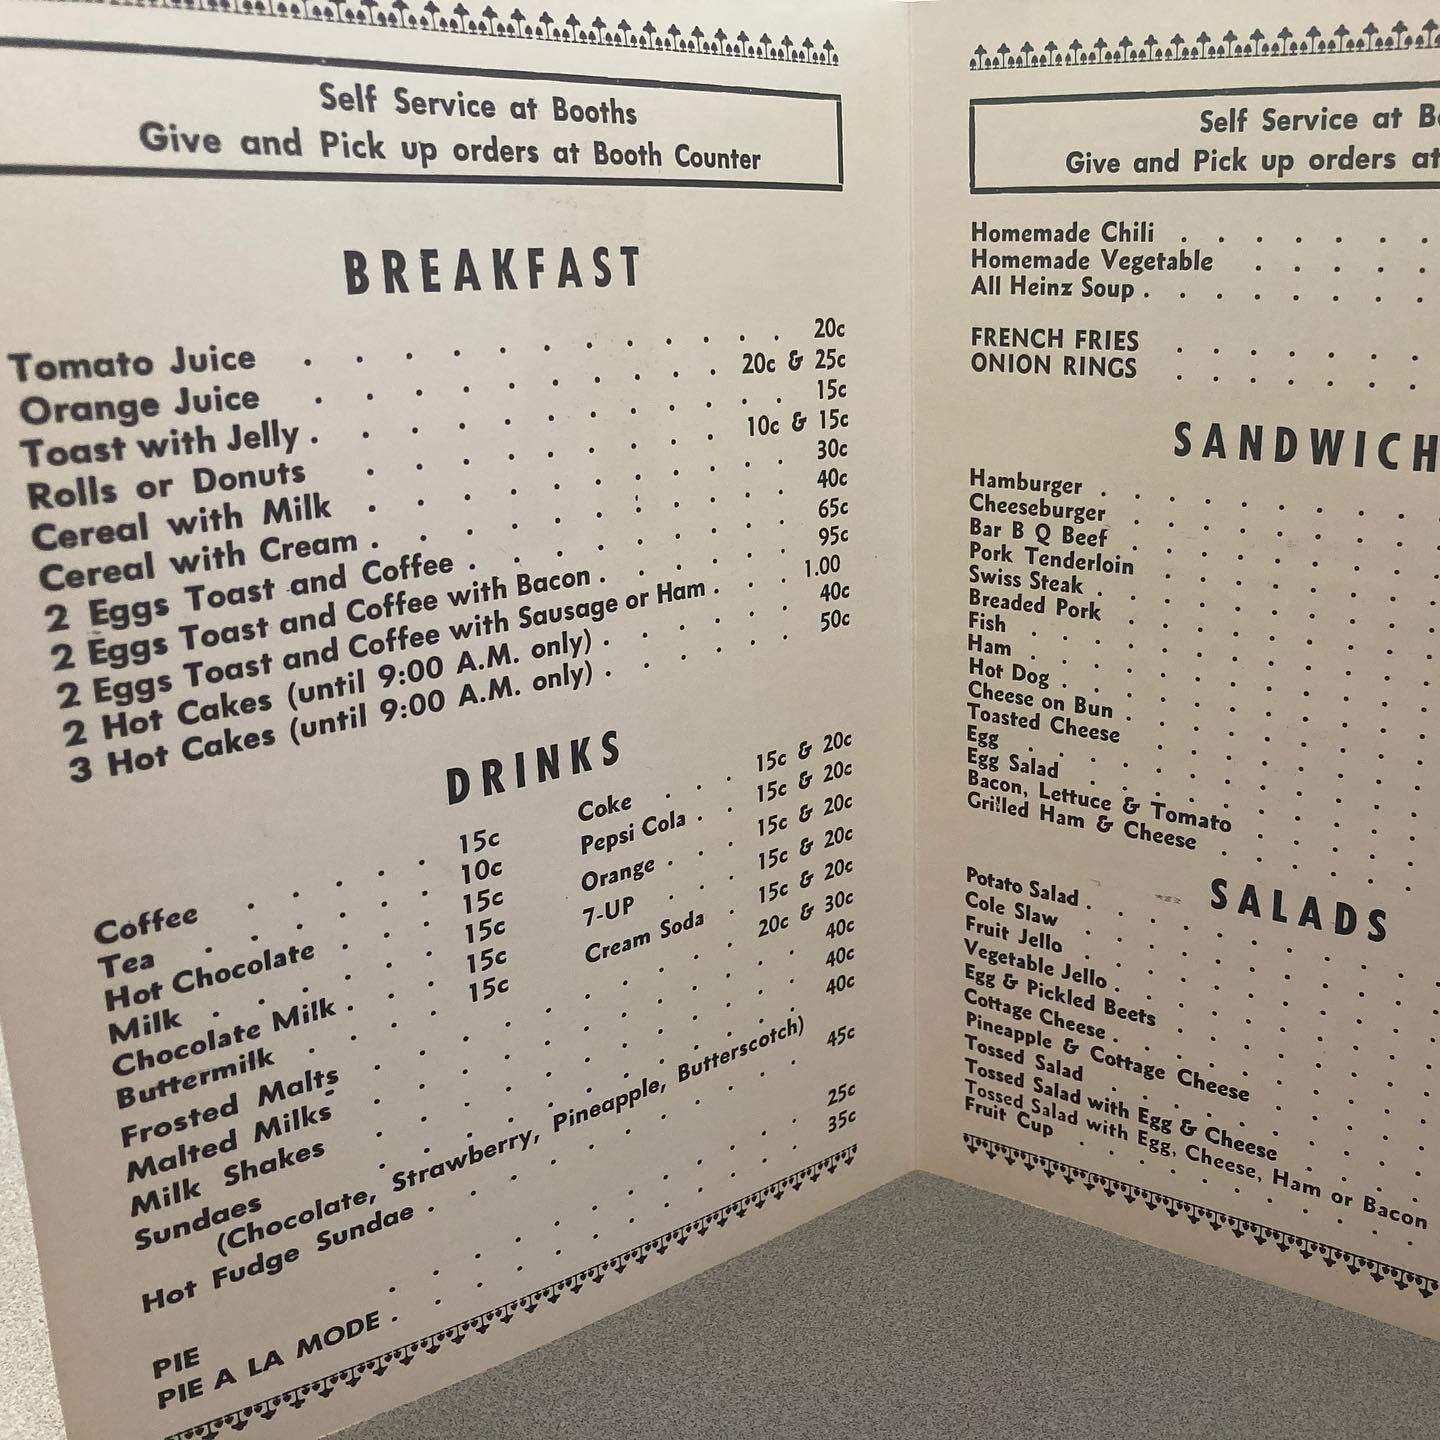 Self Service at Booths
Give and Pick up orders at Booth Counter
BREAKFAST
Tomato Juice . . . . . . . . . . . . 20c
Orange Juice . . . . . . . . . . 20c & 25c
Toast with Jelly . . . . . . . . . . . 15c
Rolls or Donuts . . . . . . . . . 10c & 15c
Cereal with Milk . . . . . . . . . . 30c
Cereal with Cream . . . . . . . . . . 40c
2 Eggs Toast and Coffee . . . . . . . . 65c
2 Eggs Toast and Coffee with Bacon . . . . . 95c
2 Eggs Toast and Coffee with Sausage or Ham . . 1.00
2 Hot Cakes (until 9:00 A.M. only) . . . . . 40c
3 Hot Cakes (until 9:00 A.M. only) . . . . . 50c
DRINKS
Coffee . . . . . 15c
Tea . . . . . . 10c
Hot Chocolate . . . 15c
Milk . . . . . . 15c
Chocolate Milk . . . 15c
Buttermilk . . . . 15c
Coke . . . 15c & 20c
Pepsi Cola . . 15c & 20c
Orange . . . 15c & 20c
7-UP . . . 15c & 20c
Cream Soda . 15c & 20c
Frosted Malts . . . . . . . . 20c & 30c
Malted Milks . . . . . . . . . . 40c
Milk Shakes . . . . . . . . . . 40c
Sundaes . . . . . . . . . . . 40c
(Chocolate, Strawberry, Pineapple, Butterscotch)
Hot Fudge Sundae . . . . . . . . . 45c
PIE . . . . . . . . . . . 25c
PIE A LA MODE . . . . . . . . . . 35c
Self Service at
Give and Pick up orders at
Homemade Chili . . . . . .
Homemade Vegetable . . . . .
All Heinz Soup . . . . . . .
FRENCH FRIES . . . . . .
ONION RINGS . . . . . .
SANDWICH
Hamburger . . . . . . . .
Cheeseburger . . . . . . .
Bar B Q Beef . . . . . . .
Pork Tenderloin . . . . . .
Swiss Steak . . . . . . . .
Breaded Pork . . . . . . .
Fish . . . . . . . . .
Ham . . . . . . . . .
Hot Dog . . . . . . . .
Cheese on Bun . . . . . . .
Toasted Cheese . . . . . .
Egg . . . . . . . . .
Egg Salad . . . . . . . .
Bacon, Lettuce & Tomato . . . .
Grilled Ham & Cheese . . . . .
SALADS
Potato Salad . . . . . . . .
Cole Slaw . . . . . . . .
Fruit Jello . . . . . . . .
Vegetable Jello . . . . . . .
Egg & Pickled Beets . . . . .
Cottage Cheese . . . . . . .
Pineapple & Cottage Cheese . . .
Tossed Salad . . . . . . .
Tossed Salad with Egg & Cheese . . .
Tossed Salad with Egg, Cheese, Ham or Bacon
Fruit Cup . . . . . . .